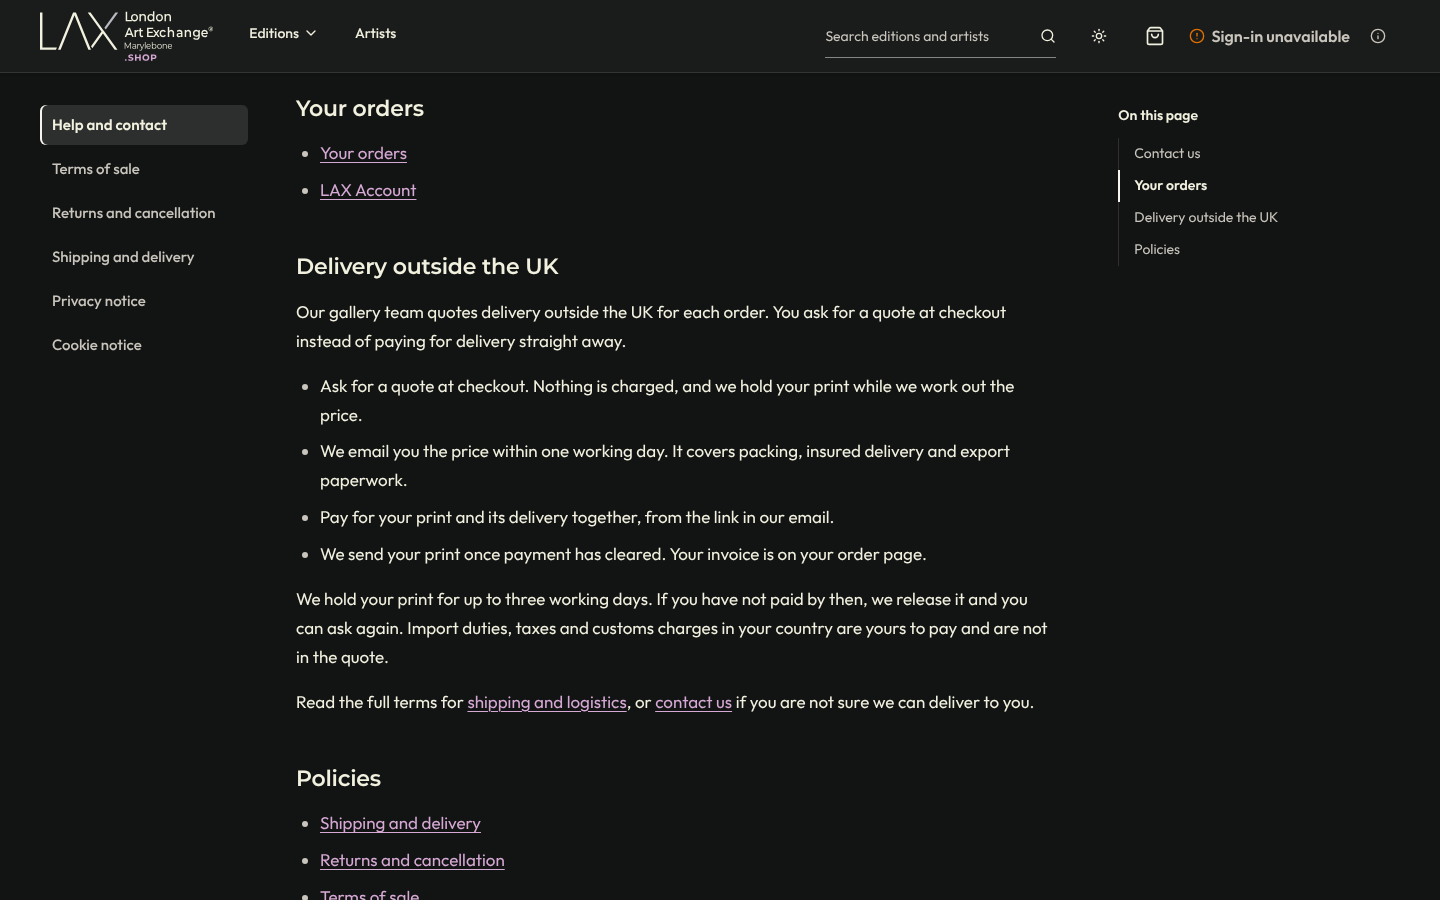 London
Art Exchange®
Marylebone
.SHOP
LAX
Editions
Artists
Search editions and artists
Sign-in unavailable
Help and contact
Terms of sale
Returns and cancellation
Shipping and delivery
Privacy notice
Cookie notice
Your orders
Your orders
LAX Account
Delivery outside the UK
Our gallery team quotes delivery outside the UK for each order. You ask for a quote at checkout
instead of paying for delivery straight away.
Ask for a quote at checkout. Nothing is charged, and we hold your print while we work out the
price.
We email you the price within one working day. It covers packing, insured delivery and export
paperwork.
Pay for your print and its delivery together, from the link in our email.
We send your print once payment has cleared. Your invoice is on your order page.
We hold your print for up to three working days. If you have not paid by then, we release it and you
can ask again. Import duties, taxes and customs charges in your country are yours to pay and are not
in the quote.
Read the full terms for shipping and logistics, or contact us if you are not sure we can deliver to you.
Policies
Shipping and delivery
Returns and cancellation
Terms of sale
On this page
Contact us
Your orders
Delivery outside the UK
Policies